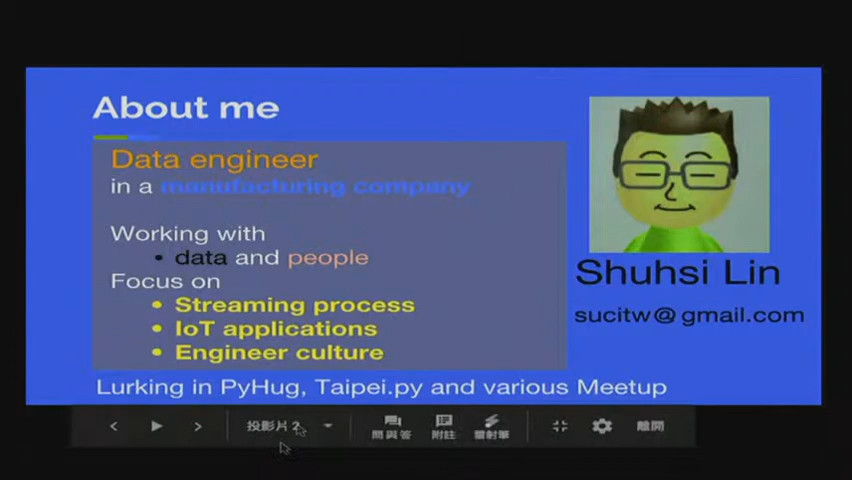 About me
Data engineer
in a manufacturing company
Working with
• data and people
Focus on
• Streaming process
• IoT applications
• Engineer culture
Shuhsi Lin
sucitw@gmail.com
Lurking in PyHug, Taipei.py and various Meetup
投影片 2
問與答
附註
雷射筆
離開